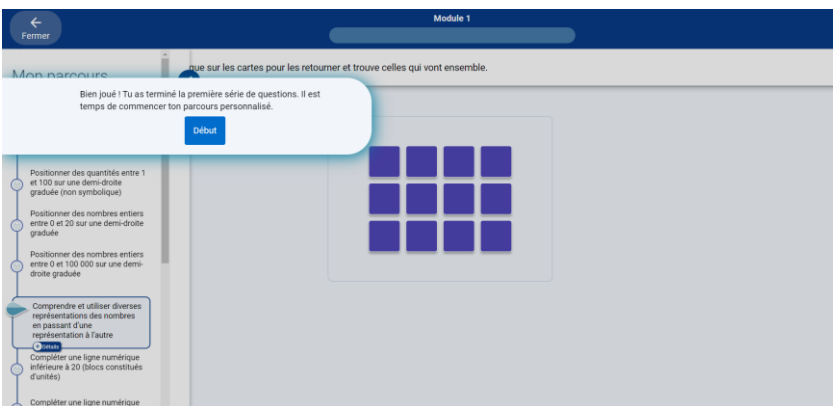 Module 1
Fermer
Mon parcours
que sur les cartes pour les retourner et trouve celles qui vont ensemble.
Bien joué ! Tu as terminé la première série de questions. Il est
temps de commencer ton parcours personnalisé.
Début
Positionner des quantités entre 1
et 100 sur une demi-droite
graduée (non symbolique)
Positionner des nombres entiers
entre 0 et 20 sur une demi-droite
graduée
Positionner des nombres entiers
entre 0 et 100 000 sur une demi-
droite graduée
Comprendre et utiliser diverses
représentations des nombres
en passant d'une
représentation à l'autre
Détails
Compléter une ligne numérique
inférieure à 20 (blocs constitués
d'unités)
Compléter une ligne numérique